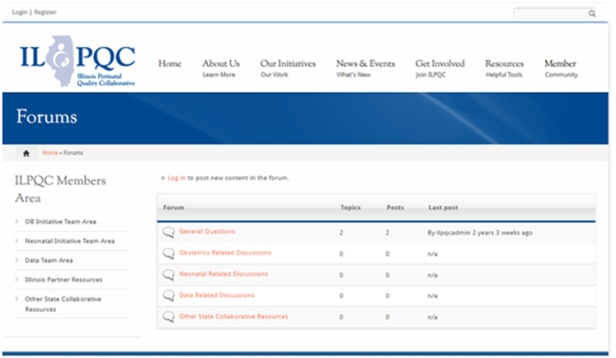 Login | Register
ILPQC
Illinois Perinatal
Quality Collaborative
Home
About Us
Learn More
Our Initiatives
Our Work
News & Events
What's New
Get Involved
Join ILPQC
Resources
Helpful Tools
Member
Community
Forums
Home » Forums
ILPQC Members
Area
OB Initiative Team Area
Neonatal Initiative Team Area
Data Team Area
Illinois Partner Resources
Other State Collaborative
Resources
Log in to post new content in the forum.
Forum Topics Posts Last post
General Questions 2 2 By ilpqcadmin 2 years 3 weeks ago
Obstetrics Related Discussions 0 0 n/a
Neonatal Related Discussions 0 0 n/a
Data Related Discussions 0 0 n/a
Other State Collaborative Resources 0 0 n/a